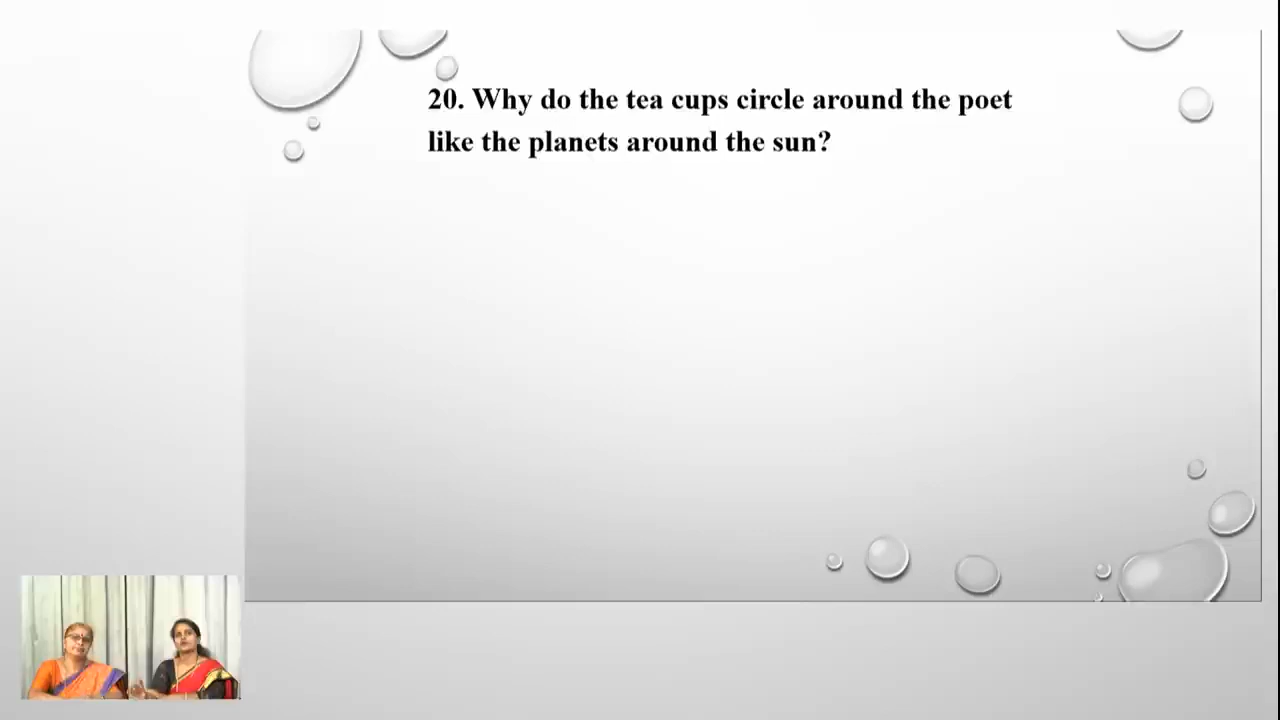 20. Why do the tea cups circle around the poet
like the planets around the sun?